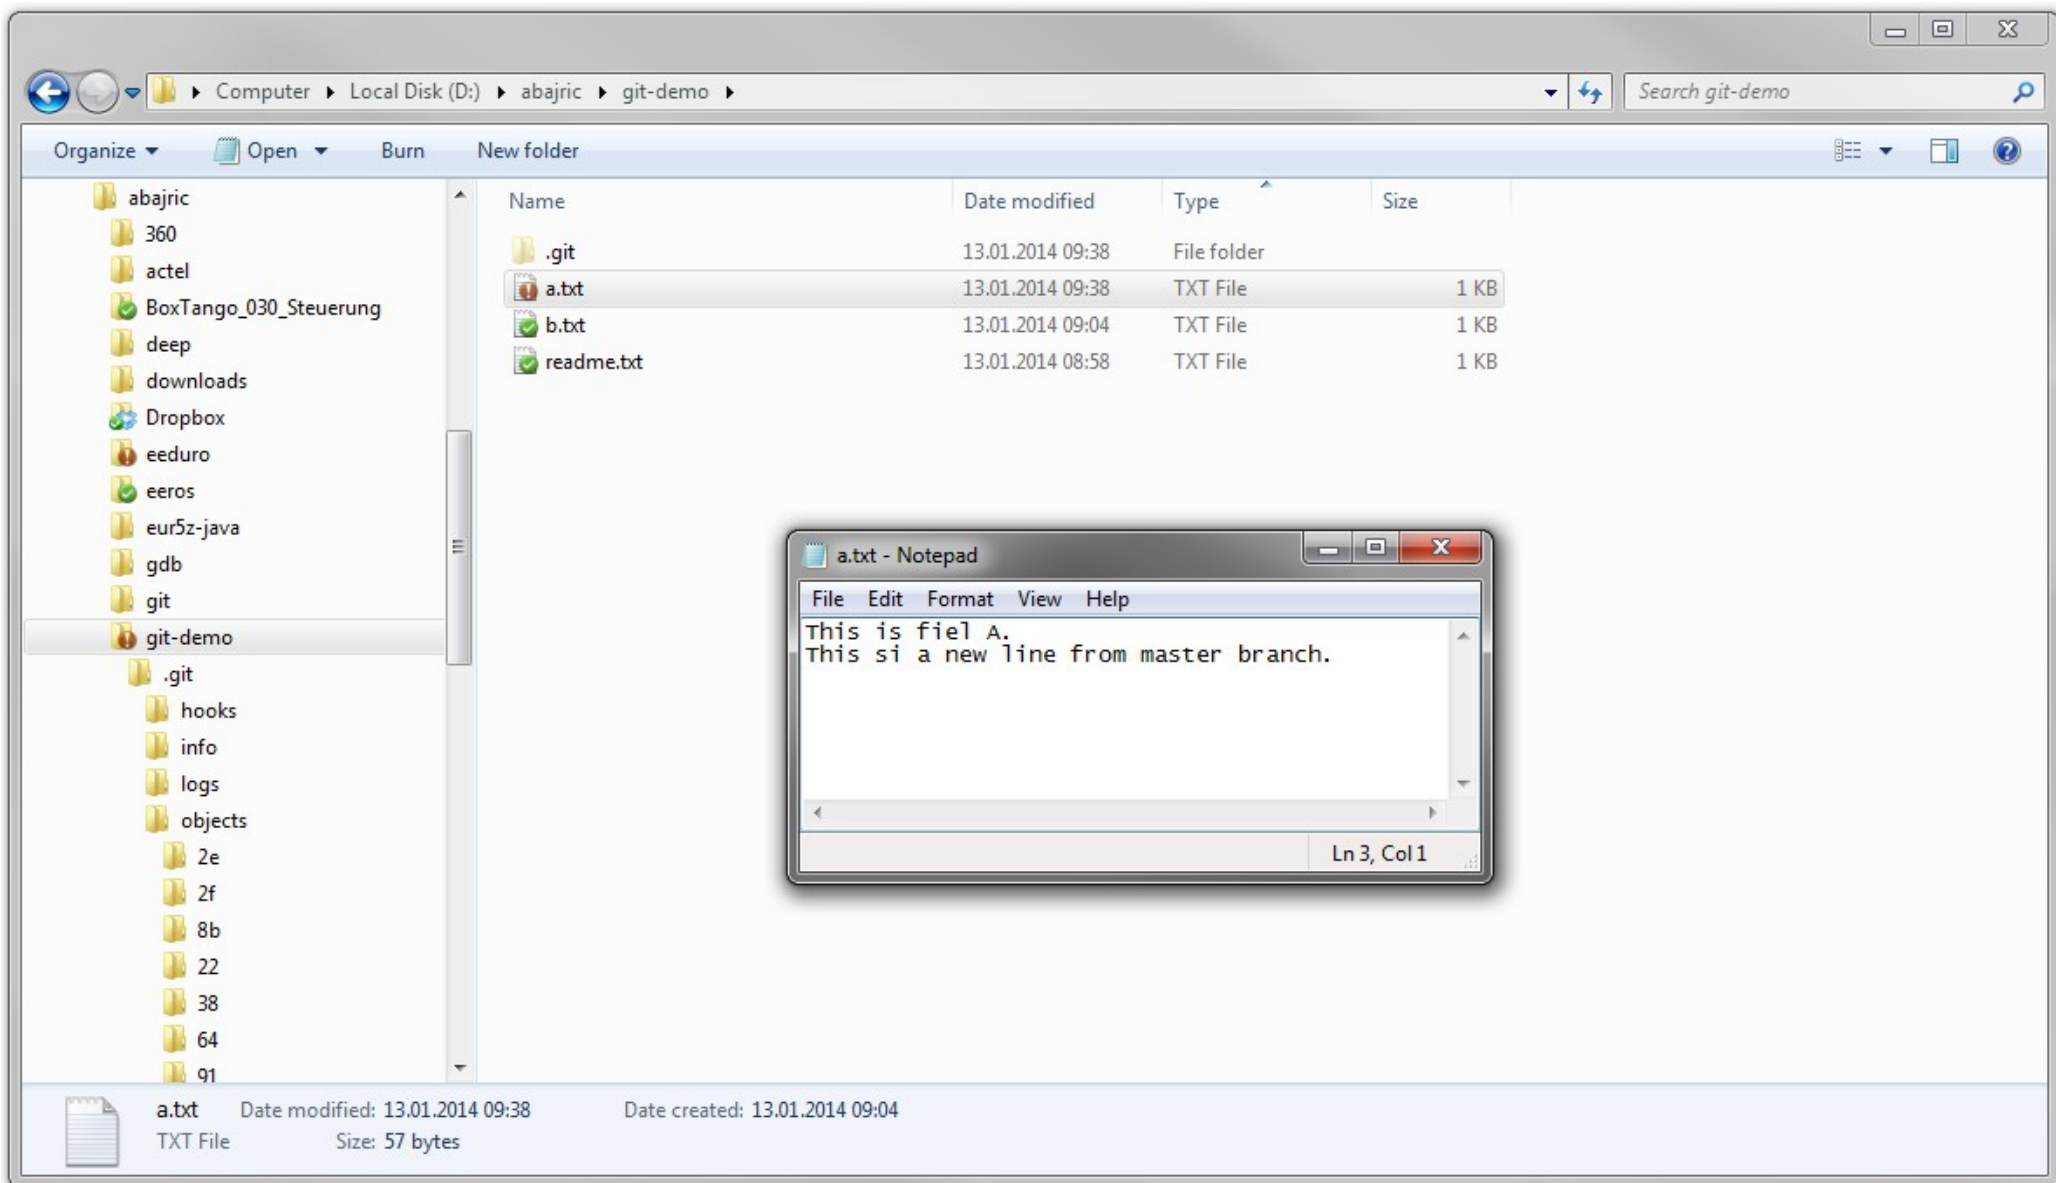 Computer Local Disk (D:) abajric git-demo
Search git-demo
Organize Open Burn New folder
abajric
360
actel
BoxTango_030_Steuerung
deep
downloads
Dropbox
eeduro
eeros
eur5z-java
gdb
git
git-demo
.git
hooks
info
logs
objects
2e
2f
8b
22
38
64
91
Name Date modified Type Size
.git 13.01.2014 09:38 File folder
a.txt 13.01.2014 09:38 TXT File 1 KB
b.txt 13.01.2014 09:04 TXT File 1 KB
readme.txt 13.01.2014 08:58 TXT File 1 KB
a.txt - Notepad
File Edit Format View Help
This is fiel A.
This si a new line from master branch.
Ln 3, Col 1
a.txt Date modified: 13.01.2014 09:38 Date created: 13.01.2014 09:04
TXT File Size: 57 bytes